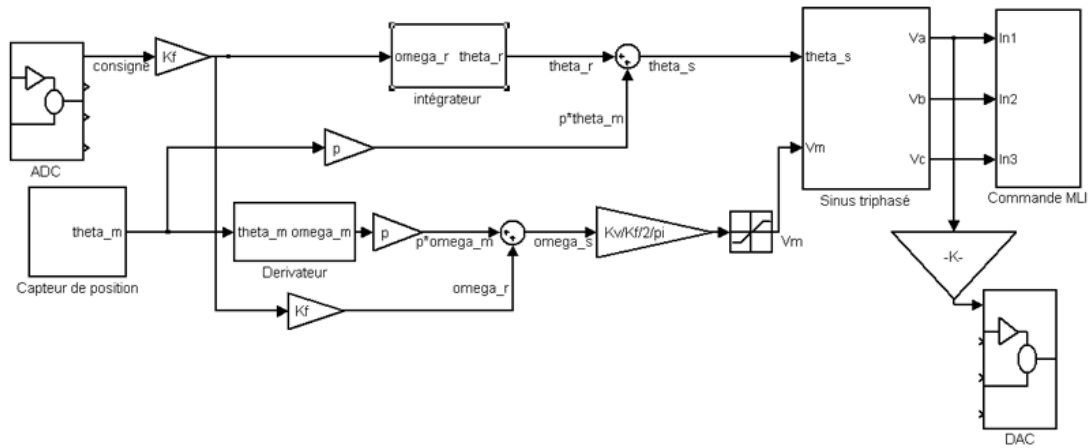 consigne
Kf
ADC
omega_r theta_r
intégrateur
theta_r
theta_s
p*theta_m
p
theta_s
Vm
Va
Vb
Vc
Sinus triphasé
In1
In2
In3
Commande MLI
theta_m
Capteur de position
theta_m omega_m
Derivateur
p
p*omega_m
omega_s
omega_r
Kf
Kv/Kf/2/pi
Vm
-K-
DAC